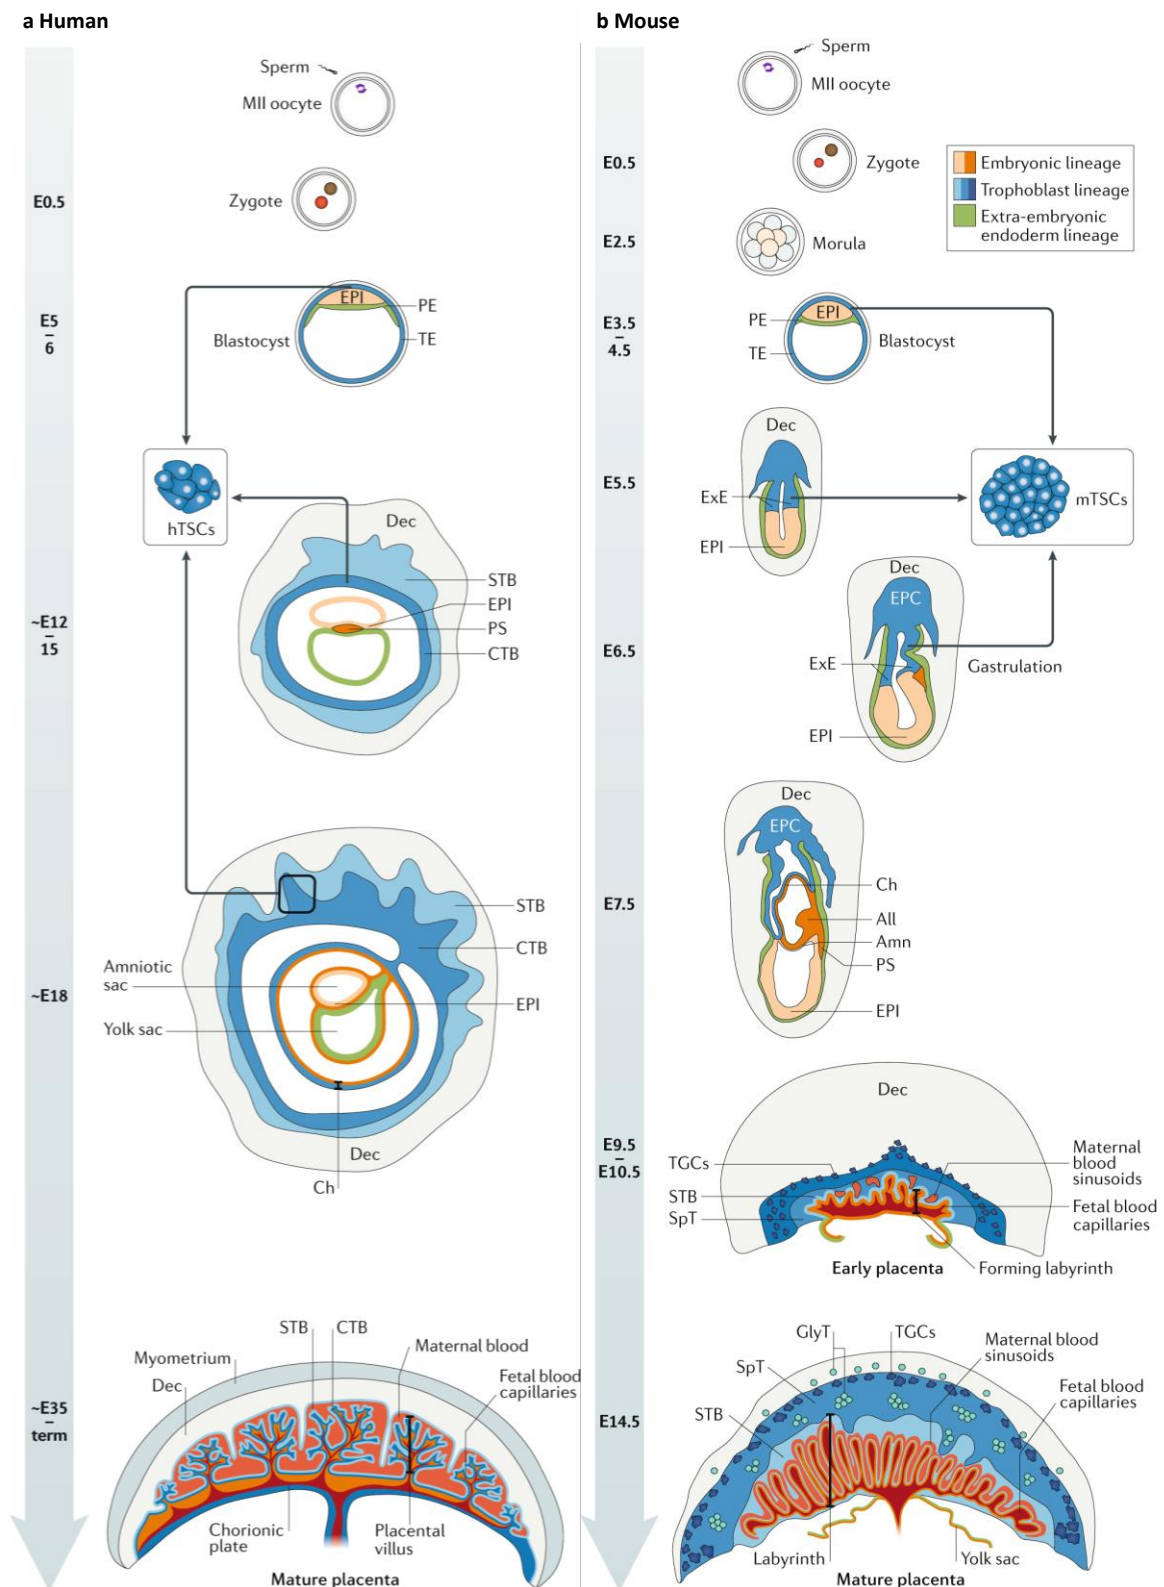 a Human
Sperm
MII oocyte
E0.5
Zygote
E5
–
6
EPI
PE
Blastocyst
TE
hTSCs
Dec
STB
EPI
PS
CTB
~E12
–
15
STB
CTB
Amniotic
sac
~E18
EPI
Yolk sac
Dec
Ch
STB
CTB
Myometrium
Maternal blood
Dec
Fetal blood
capillaries
~E35
–
term
Chorionic
plate
Placental
villus
Mature placenta
b Mouse
Sperm
MII oocyte
E0.5
Zygote
Embryonic lineage
Trophoblast lineage
Extra-embryonic
endoderm lineage
E2.5
Morula
E3.5
–
4.5
EPI
PE
Blastocyst
TE
Dec
E5.5
ExE
mTSCs
EPI
Dec
EPC
E6.5
ExE
Gastrulation
EPI
Dec
EPC
Ch
E7.5
All
Amn
PS
EPI
Dec
E9.5
–
E10.5
TGCs
Maternal
blood
sinusoids
STB
Fetal blood
capillaries
SpT
Early placenta
Forming labyrinth
GlyT
TGCs
Maternal blood
sinusoids
SpT
Fetal blood
capillaries
E14.5
STB
Labyrinth
Yolk sac
Mature placenta